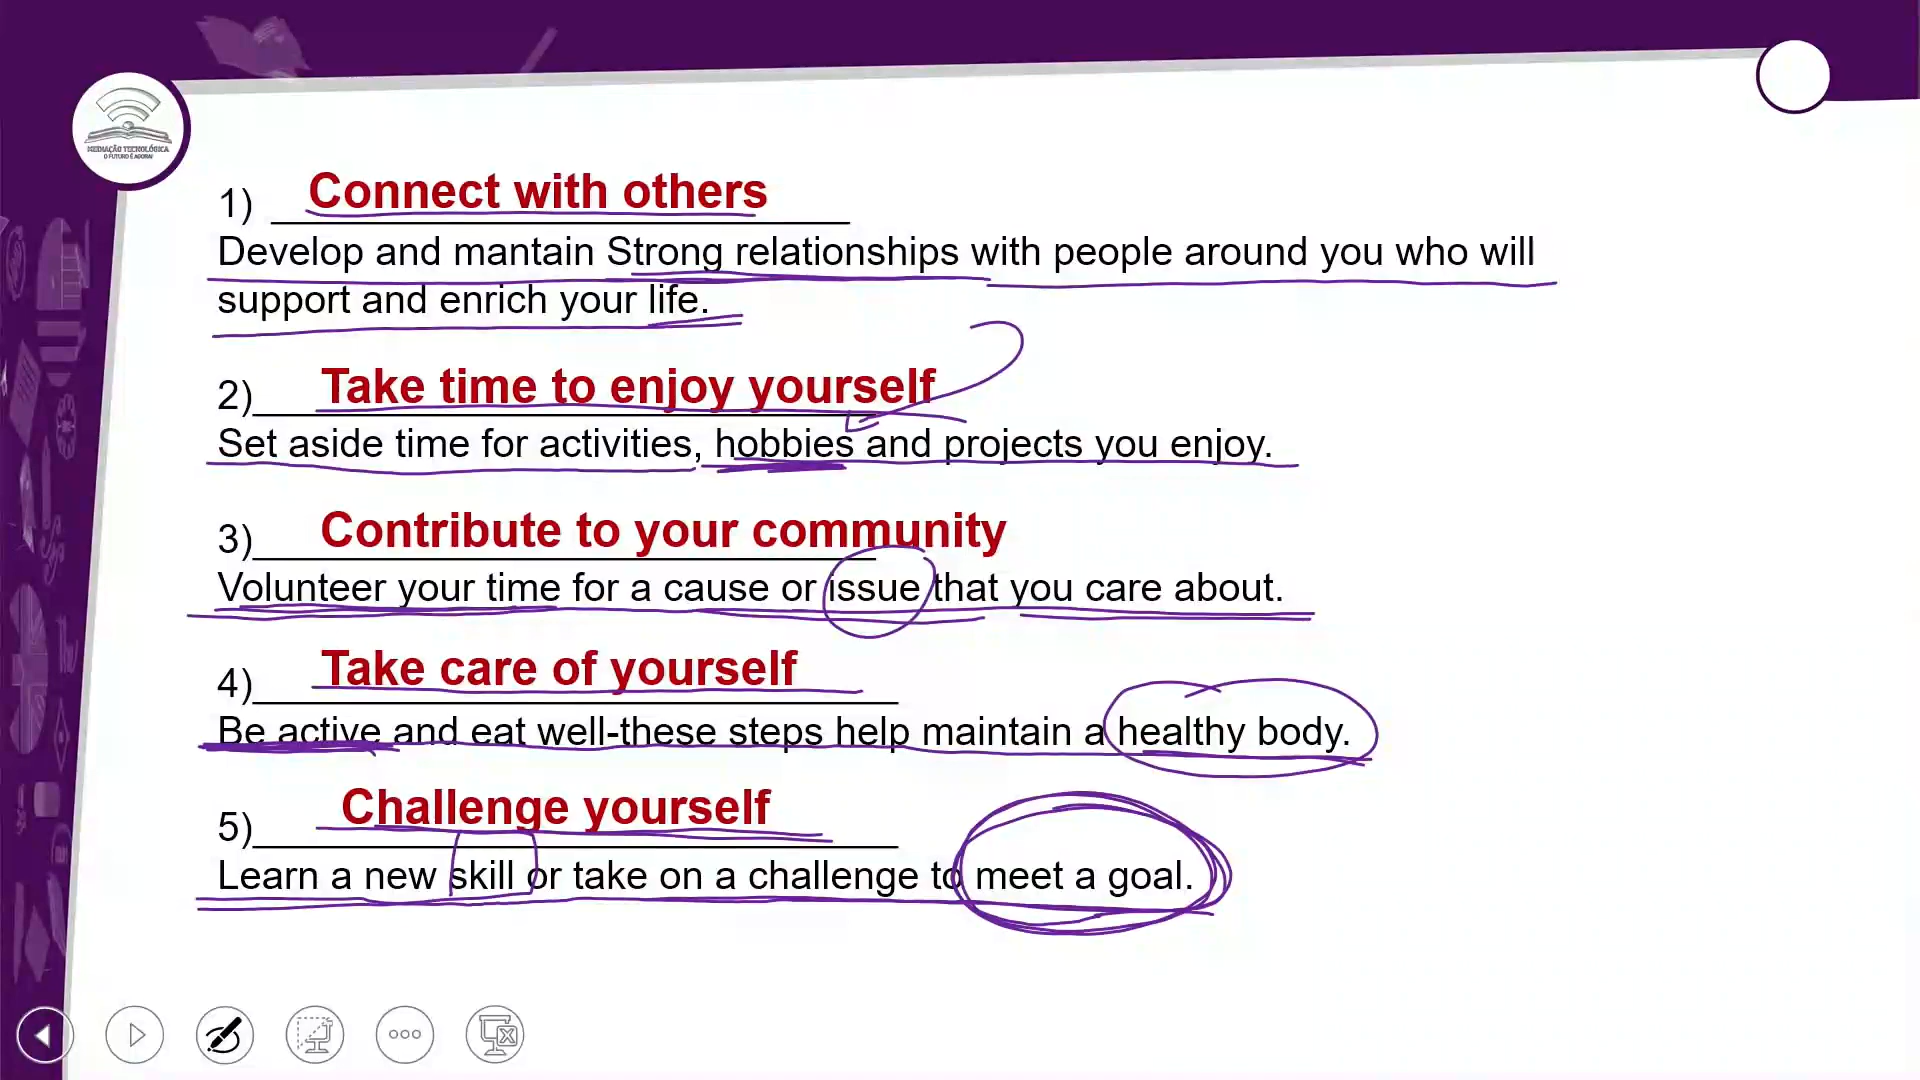 MEDIAÇÃO TECNOLÓGICA
O FUTURO É AGORA!
1) Connect with others
Develop and mantain Strong relationships with people around you who will
support and enrich your life.
2) Take time to enjoy yourself
Set aside time for activities, hobbies and projects you enjoy.
3) Contribute to your community
Volunteer your time for a cause or issue that you care about.
4) Take care of yourself
Be active and eat well-these steps help maintain a healthy body.
5) Challenge yourself
Learn a new skill or take on a challenge to meet a goal.